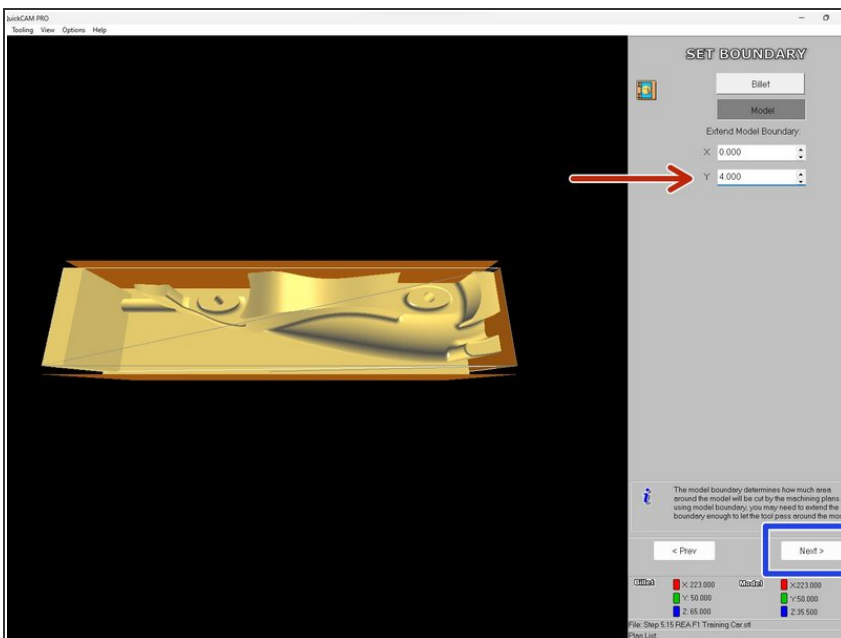 uickCAM PRO
Tooling View Options Help
SET BOUNDARY
Billet
Model
Extend Model Boundary:
X 0.000
Y 4.000
The model boundary determines how much area
around the model will be cut by the machining plans.
using model boundary, you may need to extend the
boundary enough to let the tool pass around the mo
< Prev
Next >
Billet X: 223.000 Model X:223.000
Y: 50.000 Y:50.000
Z: 65.000 Z:35.500
File: Step 5.15 REA F1 Training Car.stl
Plan List